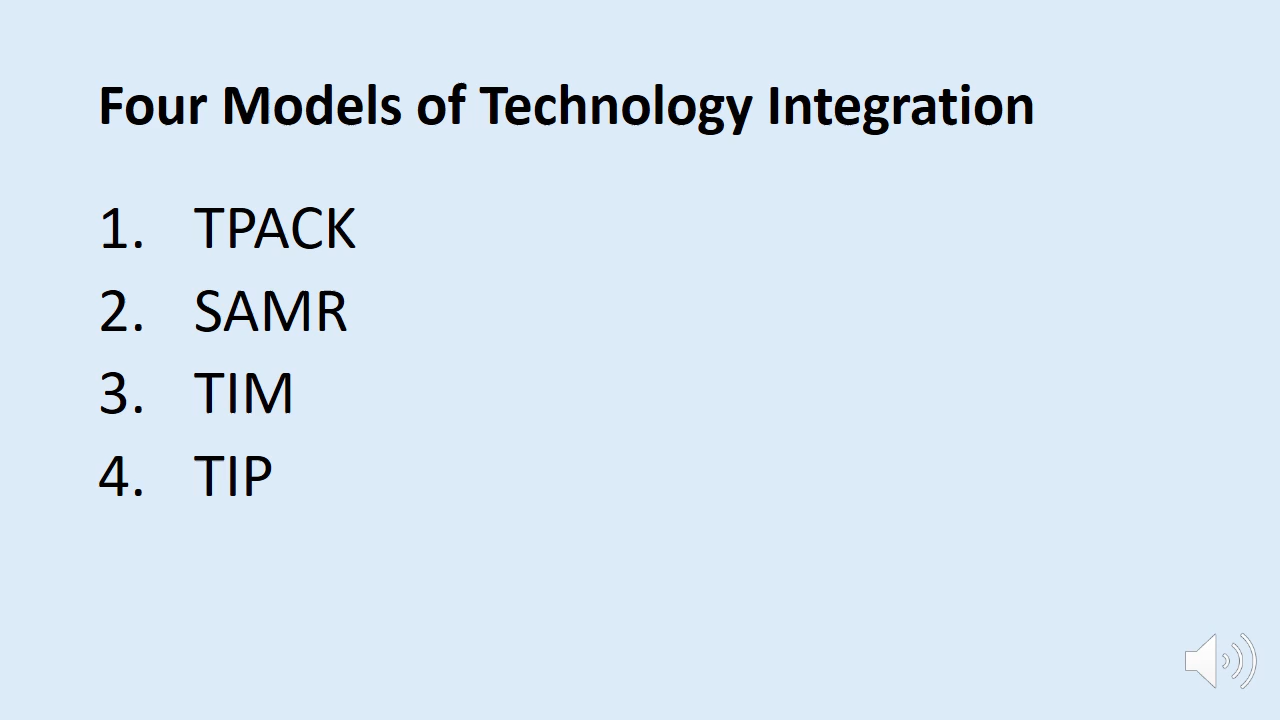 Four Models of Technology Integration
1. TPACK
2. SAMR
3. TIM
4. TIP